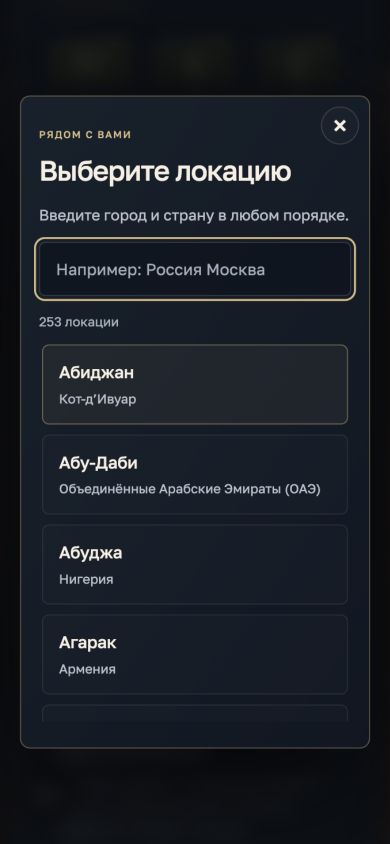 РЯДОМ С ВАМИ
Выберите локацию
Введите город и страну в любом порядке.
Например: Россия Москва
253 локации
Абиджан
Кот-д’Ивуар
Абу-Даби
Объединённые Арабские Эмираты (ОАЭ)
Абуджа
Нигерия
Агарак
Армения